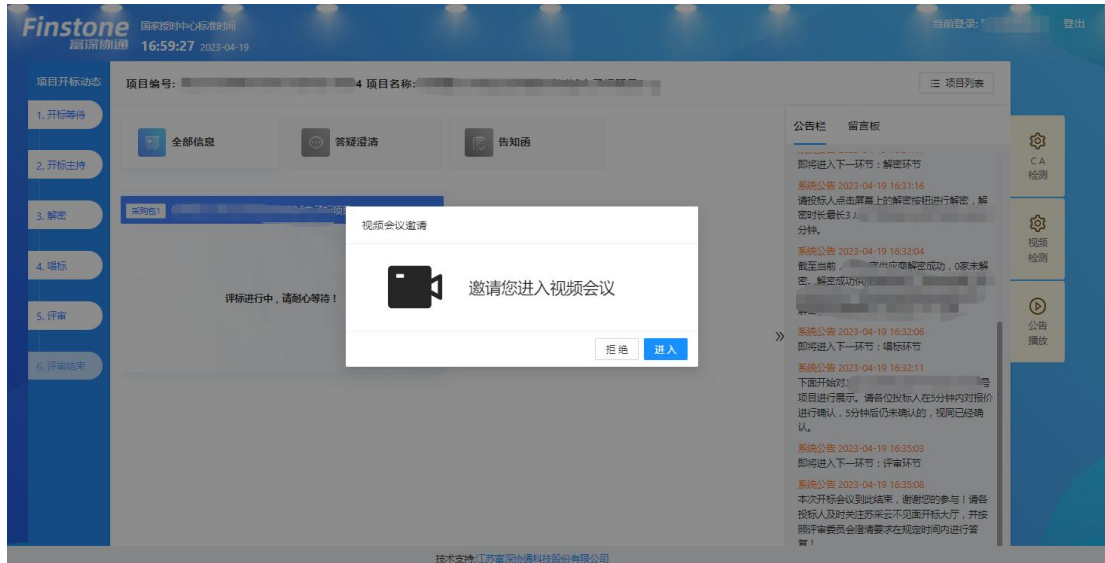 Finstone
富深协通
国家授时中心标准时间
16:59:27 2023-04-19
当前登录:
登出
项目开标动态
1. 开标等待
2. 开标主持
3. 解密
4. 唱标
5. 评审
6. 评审结束
项目编号:
4 项目名称:
项目列表
全部信息
答疑澄清
告知函
采购包1
评标进行中，请耐心等待！
视频会议邀请
邀请您进入视频会议
拒 绝
进 入
公告栏
留言板
即将进入下一环节：解密环节
系统公告 2023-04-19 16:31:16
请投标人点击屏幕上的解密按钮进行解密，解
密时长最长3
分钟。
系统公告 2023-04-19 16:32:04
截至当前，
供应商解密成功，0家未解
密。解密成功供
系统公告 2023-04-19 16:32:06
即将进入下一环节：唱标环节
系统公告 2023-04-19 16:32:11
下面开始对
号
项目进行展示。请各位投标人在5分钟内对报价
进行确认，5分钟后仍未确认的，视同已经确
认。
系统公告 2023-04-19 16:35:03
即将进入下一环节：评审环节
系统公告 2023-04-19 16:35:08
本次开标会议到此结束，谢谢您的参与！请各
投标人及时关注苏采云不见面开标大厅，并按
照评审委员会澄清要求在规定时间内进行答
复！
CA
检测
视频
检测
公告
播放
技术支持:江苏富深协通科技股份有限公司